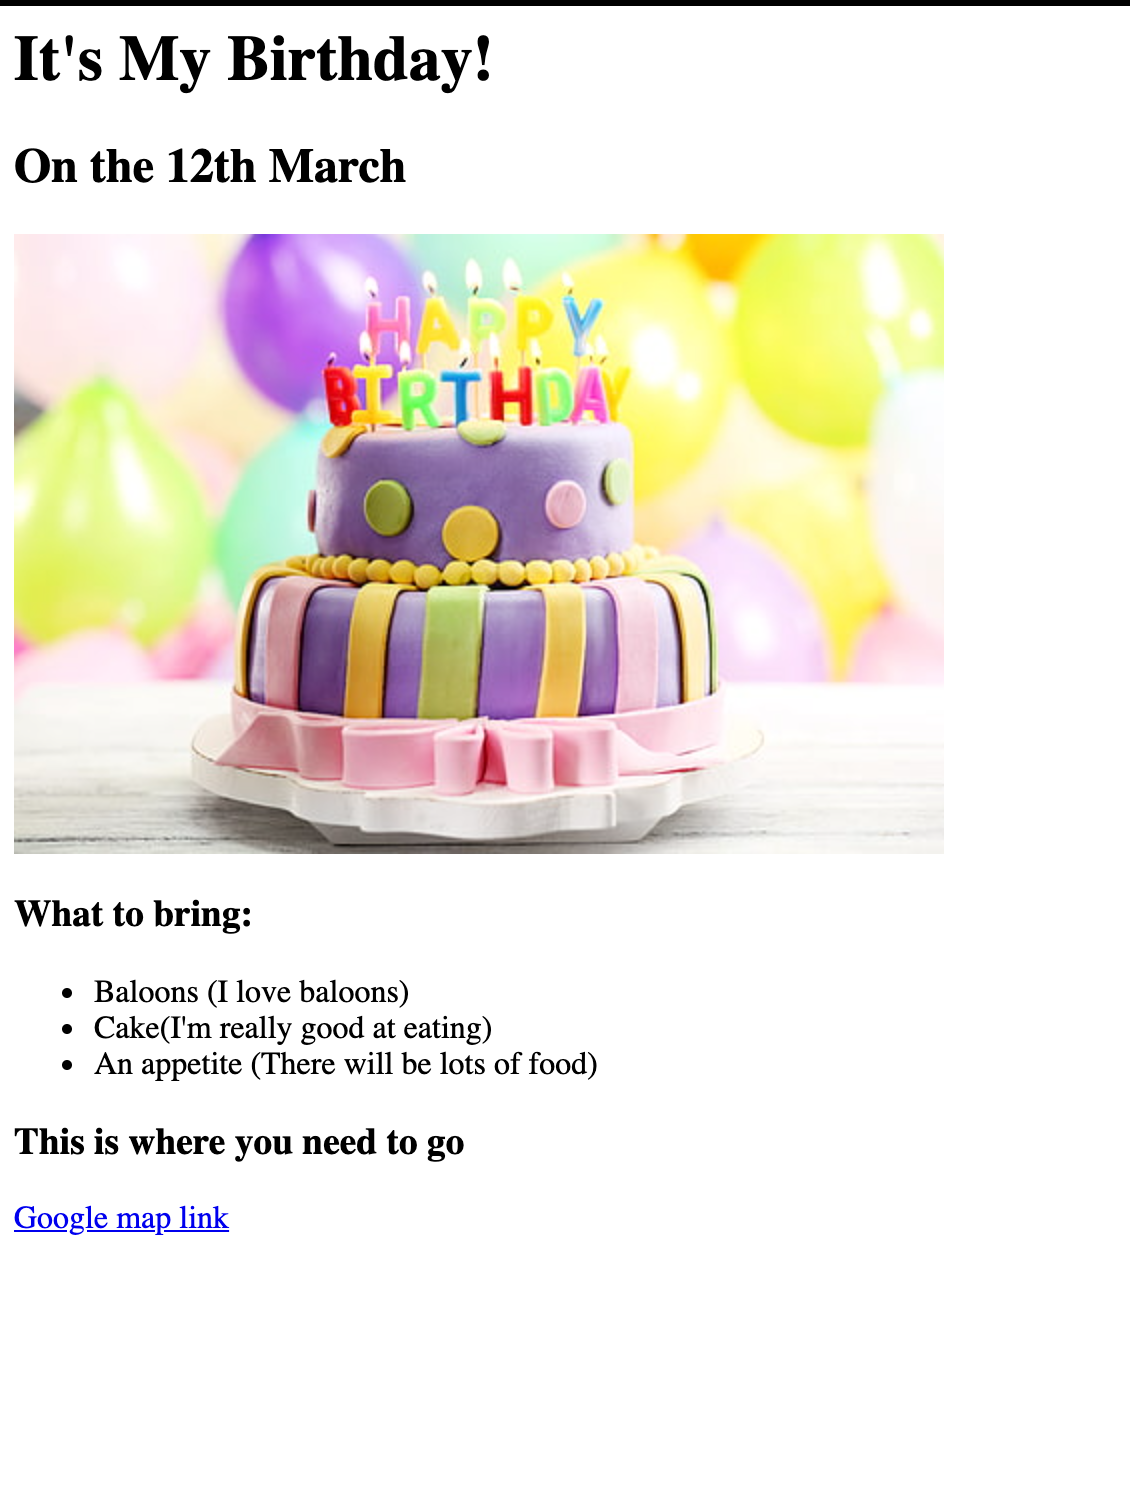 It's My Birthday!
On the 12th March
HAPPY
BIRTHDAY
What to bring:
Baloons (I love baloons)
Cake(I'm really good at eating)
An appetite (There will be lots of food)
This is where you need to go
Google map link